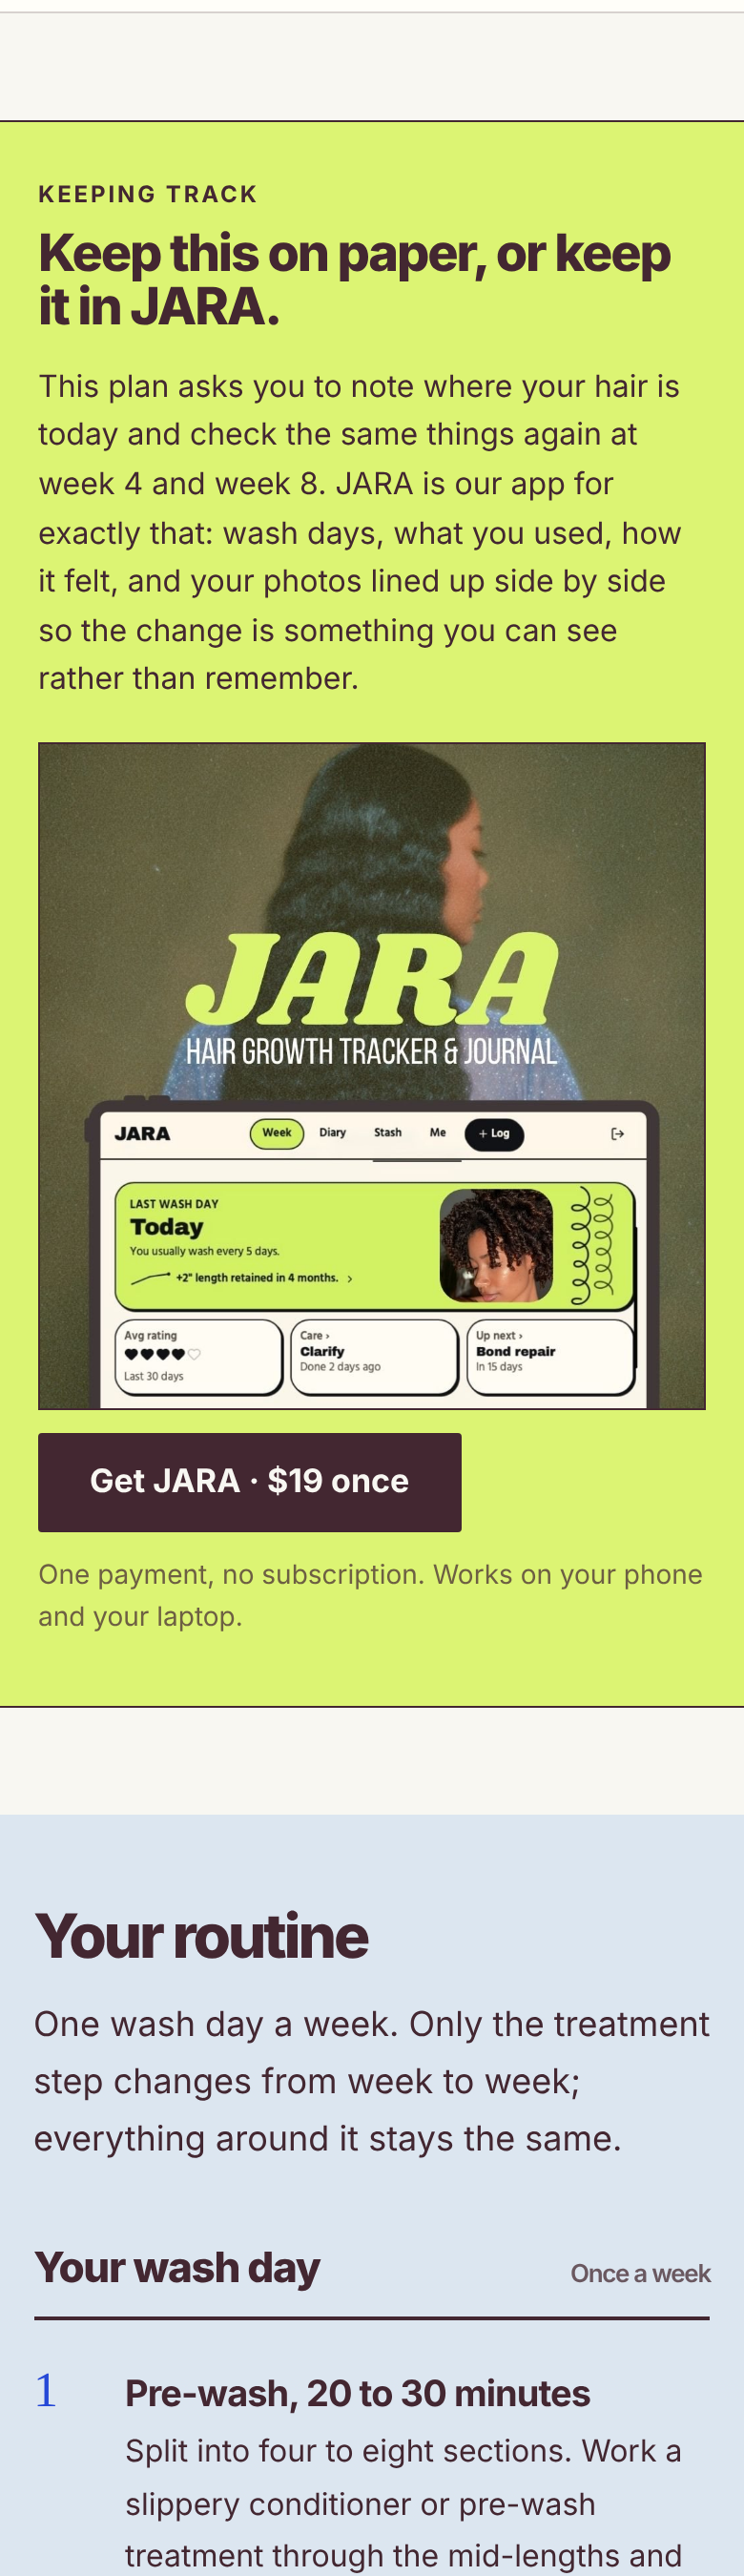 KEEPING TRACK
Keep this on paper, or keep
it in JARA.
This plan asks you to note where your hair is
today and check the same things again at
week 4 and week 8. JARA is our app for
exactly that: wash days, what you used, how
it felt, and your photos lined up side by side
so the change is something you can see
rather than remember.
JARA
HAIR GROWTH TRACKER & JOURNAL
JARA Week Diary Stash Me + Log
LAST WASH DAY
Today
You usually wash every 5 days.
+2" length retained in 4 months. ›
Avg rating
Last 30 days
Care ›
Clarify
Done 2 days ago
Up next ›
Bond repair
In 15 days
Get JARA · $19 once
One payment, no subscription. Works on your phone
and your laptop.
Your routine
One wash day a week. Only the treatment
step changes from week to week;
everything around it stays the same.
Your wash day Once a week
1 Pre-wash, 20 to 30 minutes
Split into four to eight sections. Work a
slippery conditioner or pre-wash
treatment through the mid-lengths and